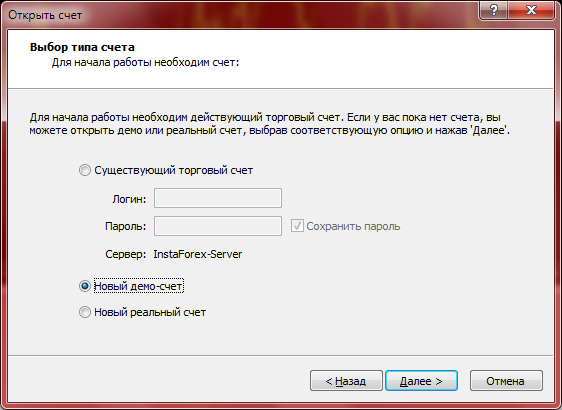 Открыть счет
Выбор типа счета
Для начала работы необходим счет:
Для начала работы необходим действующий торговый счет. Если у вас пока нет счета, вы
можете открыть демо или реальный счет, выбрав соответствующую опцию и нажав 'Далее'.
Существующий торговый счет
Логин:
Пароль: Сохранить пароль
Сервер: InstaForex-Server
Новый демо-счет
Новый реальный счет
< Назад Далее > Отмена